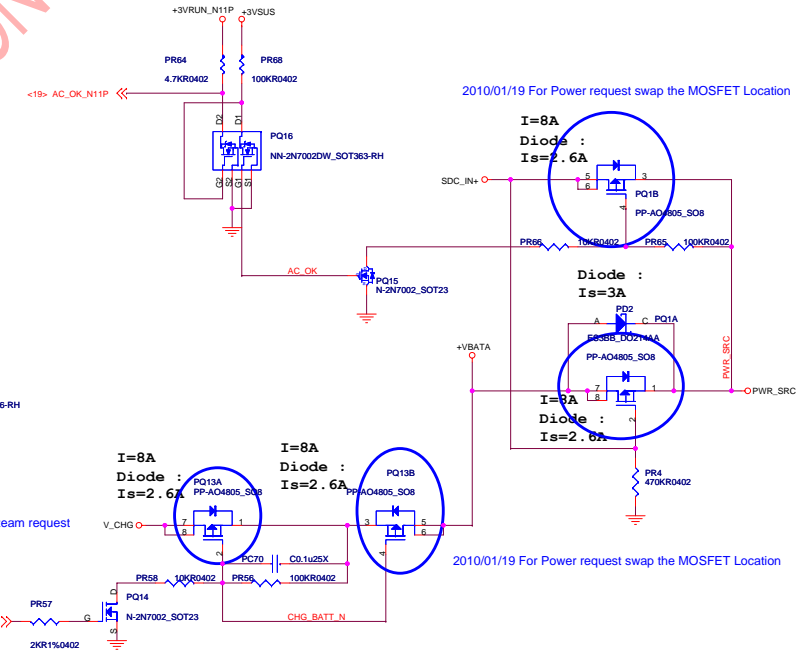 +3VRUN_N11P
+3VSUS
PR64
4.7KR0402
PR68
100KR0402
<19> AC_OK_N11P
2010/01/19 For Power request swap the MOSFET Location
I=8A
Diode :
Is=2.6A
D2
D1
PQ16
NN-2N7002DW_SOT363-RH
G2
S2
G1
S1
SDC_IN+
5
6
3
4
PQ1B
PP-AO4805_SO8
PR66
10KR0402
PR65
100KR0402
AC_OK
PQ15
N-2N7002_SOT23
Diode :
Is=3A
PD2
A
C
PQ1A
EC3BB_DO214AA
PP-AO4805_SO8
+VBATA
PWR_SRC
7
8
1
2
PWR_SRC
I=8A
Diode :
Is=2.6A
6-RH
I=8A
Diode :
Is=2.6A
PQ13A
PP-AO4805_SO8
I=8A
Diode :
Is=2.6A
PQ13B
PP-AO4805_SO8
PR4
470KR0402
team request
V_CHG
7
8
1
2
3
5
6
4
PC70
C0.1u25X
2010/01/19 For Power request swap the MOSFET Location
PR58
10KR0402
PR56
100KR0402
PR57
2KR1%0402
G
D
S
PQ14
N-2N7002_SOT23
CHG_BATT_N